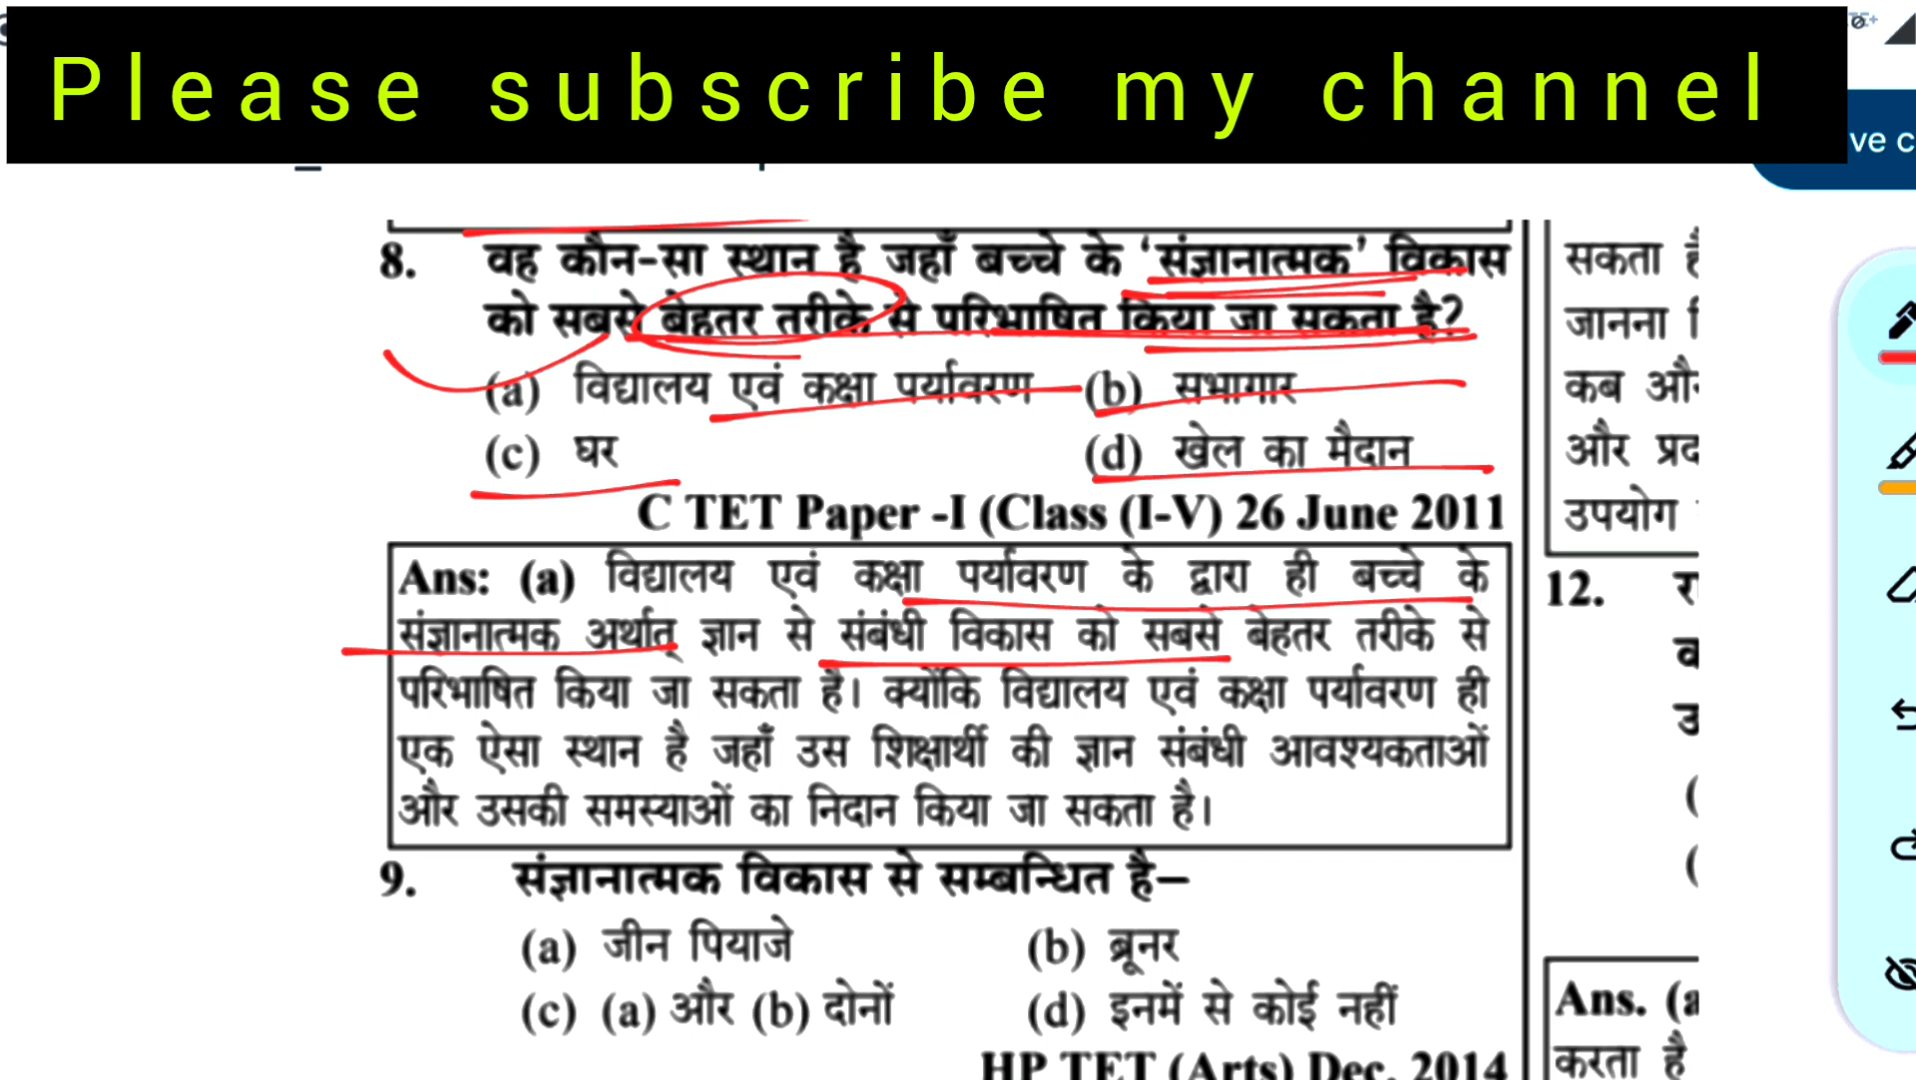 Please subscribe my channel
ve c
8. वह कौन-सा स्थान है जहाँ बच्चे के 'संज्ञानात्मक' विकास
को सबसे बेहतर तरीके से परिभाषित किया जा सकता है?
(a) विद्यालय एवं कक्षा पर्यावरण (b) सभागार
(c) घर (d) खेल का मैदान
C TET Paper -I (Class (I-V) 26 June 2011
Ans: (a) विद्यालय एवं कक्षा पर्यावरण के द्वारा ही बच्चे के
संज्ञानात्मक अर्थात् ज्ञान से संबंधी विकास को सबसे बेहतर तरीके से
परिभाषित किया जा सकता है। क्योंकि विद्यालय एवं कक्षा पर्यावरण ही
एक ऐसा स्थान है जहाँ उस शिक्षार्थी की ज्ञान संबंधी आवश्यकताओं
और उसकी समस्याओं का निदान किया जा सकता है।
9. संज्ञानात्मक विकास से सम्बन्धित है–
(a) जीन पियाजे (b) ब्रूनर
(c) (a) और (b) दोनों (d) इनमें से कोई नहीं
HP TET (Arts) Dec. 2014
सकता
जानना
कब
और
उपयोग
12.
Ans. (a
करता है